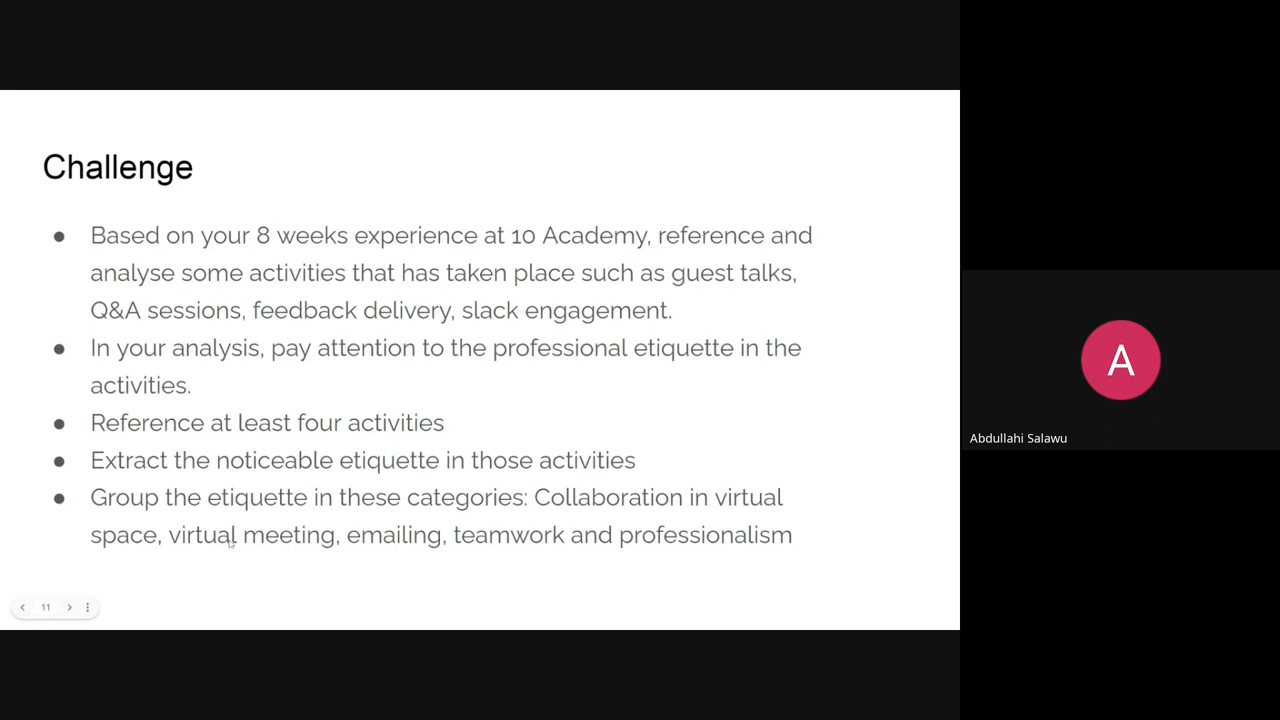 Challenge
● Based on your 8 weeks experience at 10 Academy, reference and
analyse some activities that has taken place such as guest talks,
Q&A sessions, feedback delivery, slack engagement.
● In your analysis, pay attention to the professional etiquette in the
activities.
● Reference at least four activities
● Extract the noticeable etiquette in those activities
● Group the etiquette in these categories: Collaboration in virtual
space, virtual meeting, emailing, teamwork and professionalism
11
A
Abdullahi Salawu